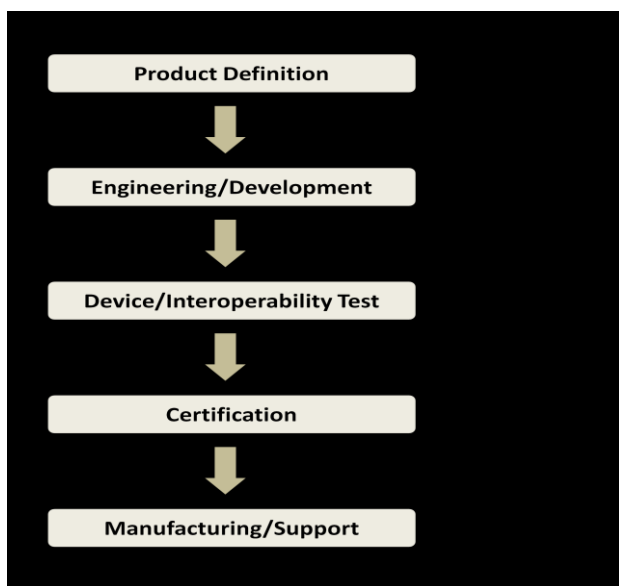 Product Definition
Engineering/Development
Device/Interoperability Test
Certification
Manufacturing/Support